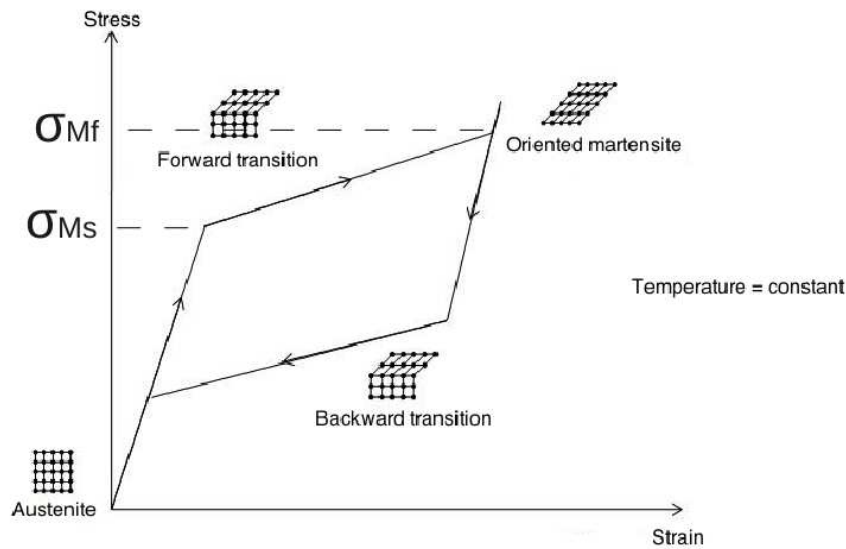 Stress
σMf
Forward transition
Oriented martensite
σMs
Temperature = constant
Backward transition
Austenite
Strain